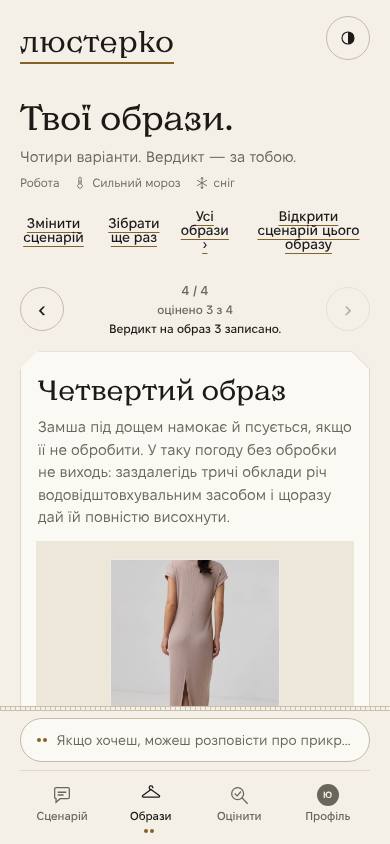 люстерко
Твої образи.
Чотири варіанти. Вердикт — за тобою.
Робота Сильний мороз сніг
Змінити
сценарій
Зібрати
ще раз
Усі
образи
›
Відкрити
сценарій цього
образу
4 / 4
оцінено 3 з 4
Вердикт на образ 3 записано.
Четвертий образ
Замша під дощем намокає й псується, якщо
її не обробити. У таку погоду без обробки
не виходь: заздалегідь тричі обклади річ
водовідштовхувальним засобом і щоразу
дай їй повністю висохнути.
Якщо хочеш, можеш розповісти про прикр...
Сценарій Образи Оцінити Ю Профіль